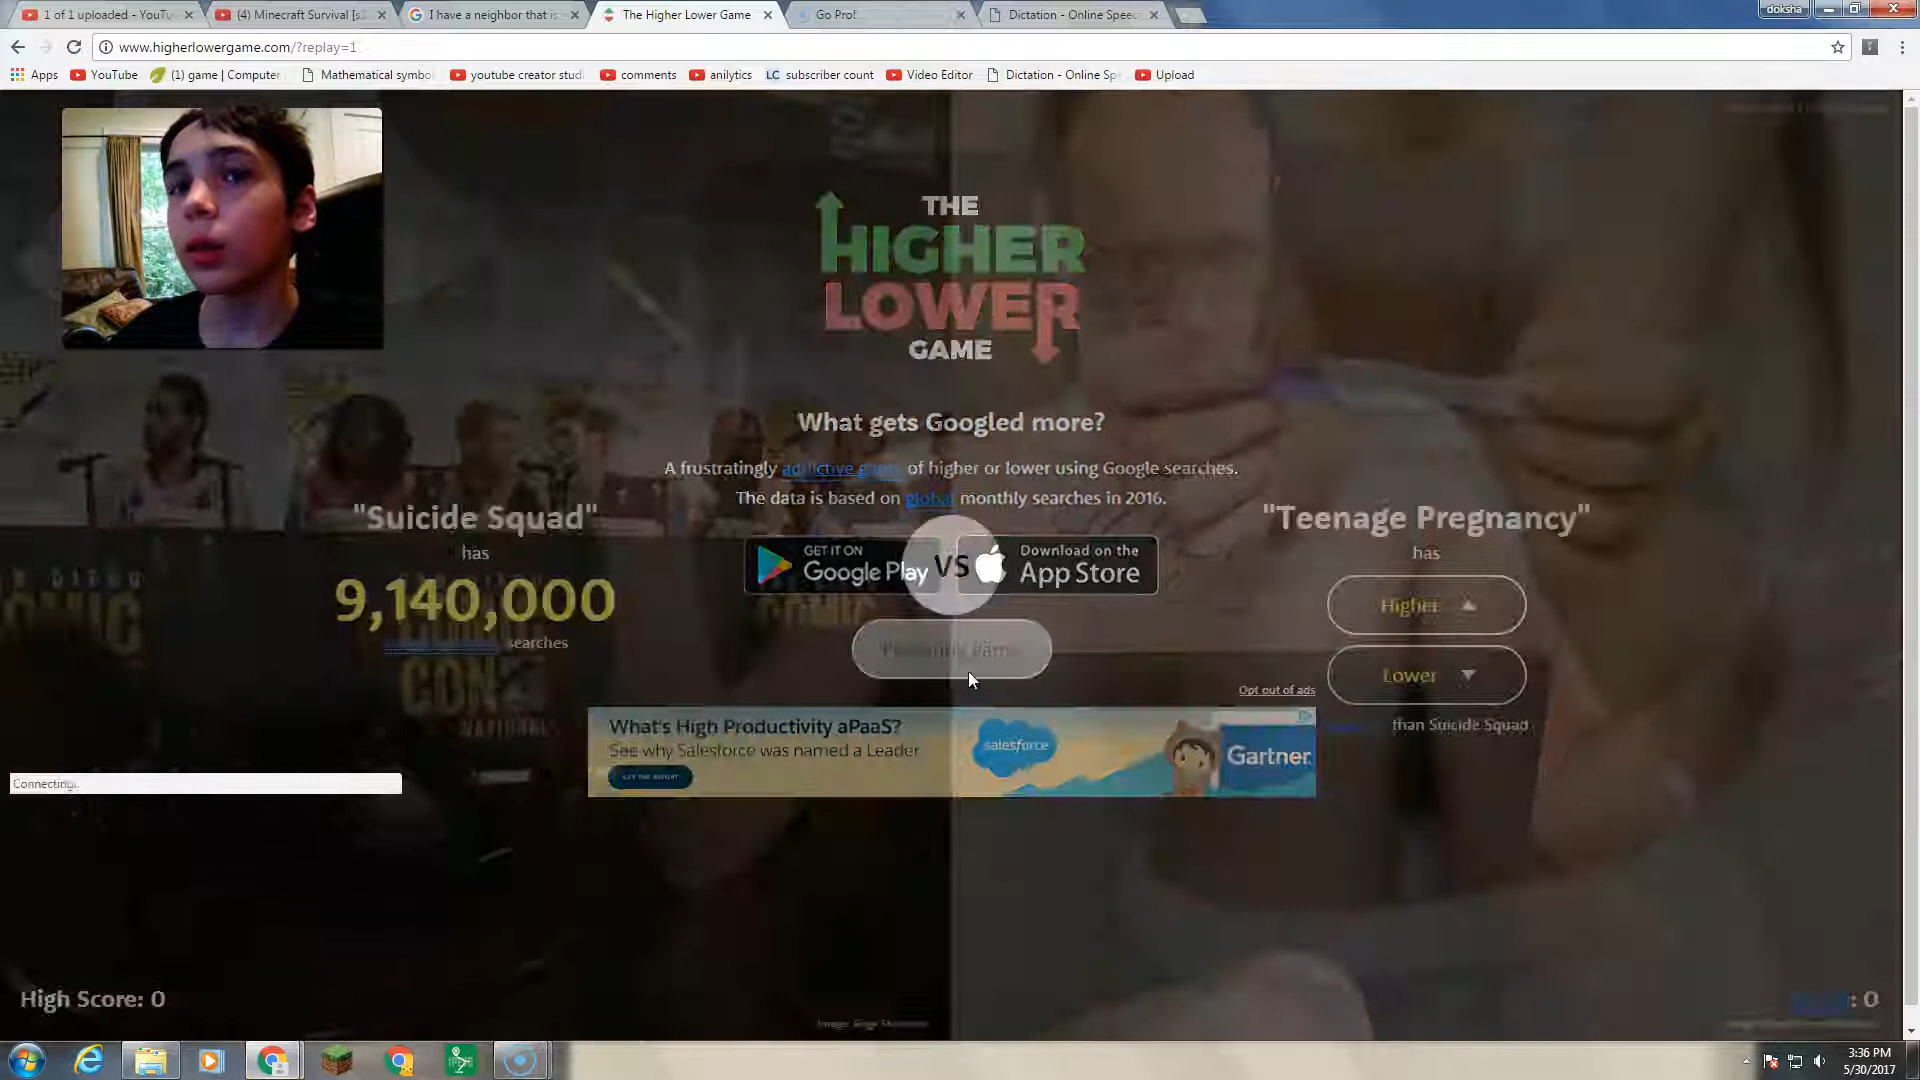 1 of 1 uploaded - YouTu
(4) Minecraft Survival [s
I have a neighbor that is
The Higher Lower Game
Go Pro!
Dictation - Online Speec
doksha
www.higherlowergame.com/?replay=1
Apps
YouTube
(1) game | Computer
Mathematical symbo
youtube creator stud
comments
anilytics
LC subscriber count
Video Editor
Dictation - Online Sp
Upload
THE
HIGHER
LOWER
GAME
What gets Googled more?
A frustratingly addictive game of higher or lower using Google searches.
The data is based on global monthly searches in 2016.
"Suicide Squad"
has
9,140,000
searches
GET IT ON
Google Play
VS
Download on the
App Store
"Teenage Pregnancy"
has
Higher
Lower
than Suicide Squad
Opt out of ads
What's High Productivity aPaaS?
See why Salesforce was named a Leader
GET THE REPORT
salesforce
Gartner
CON
Connecting...
High Score: 0
: 0
3:36 PM
5/30/2017